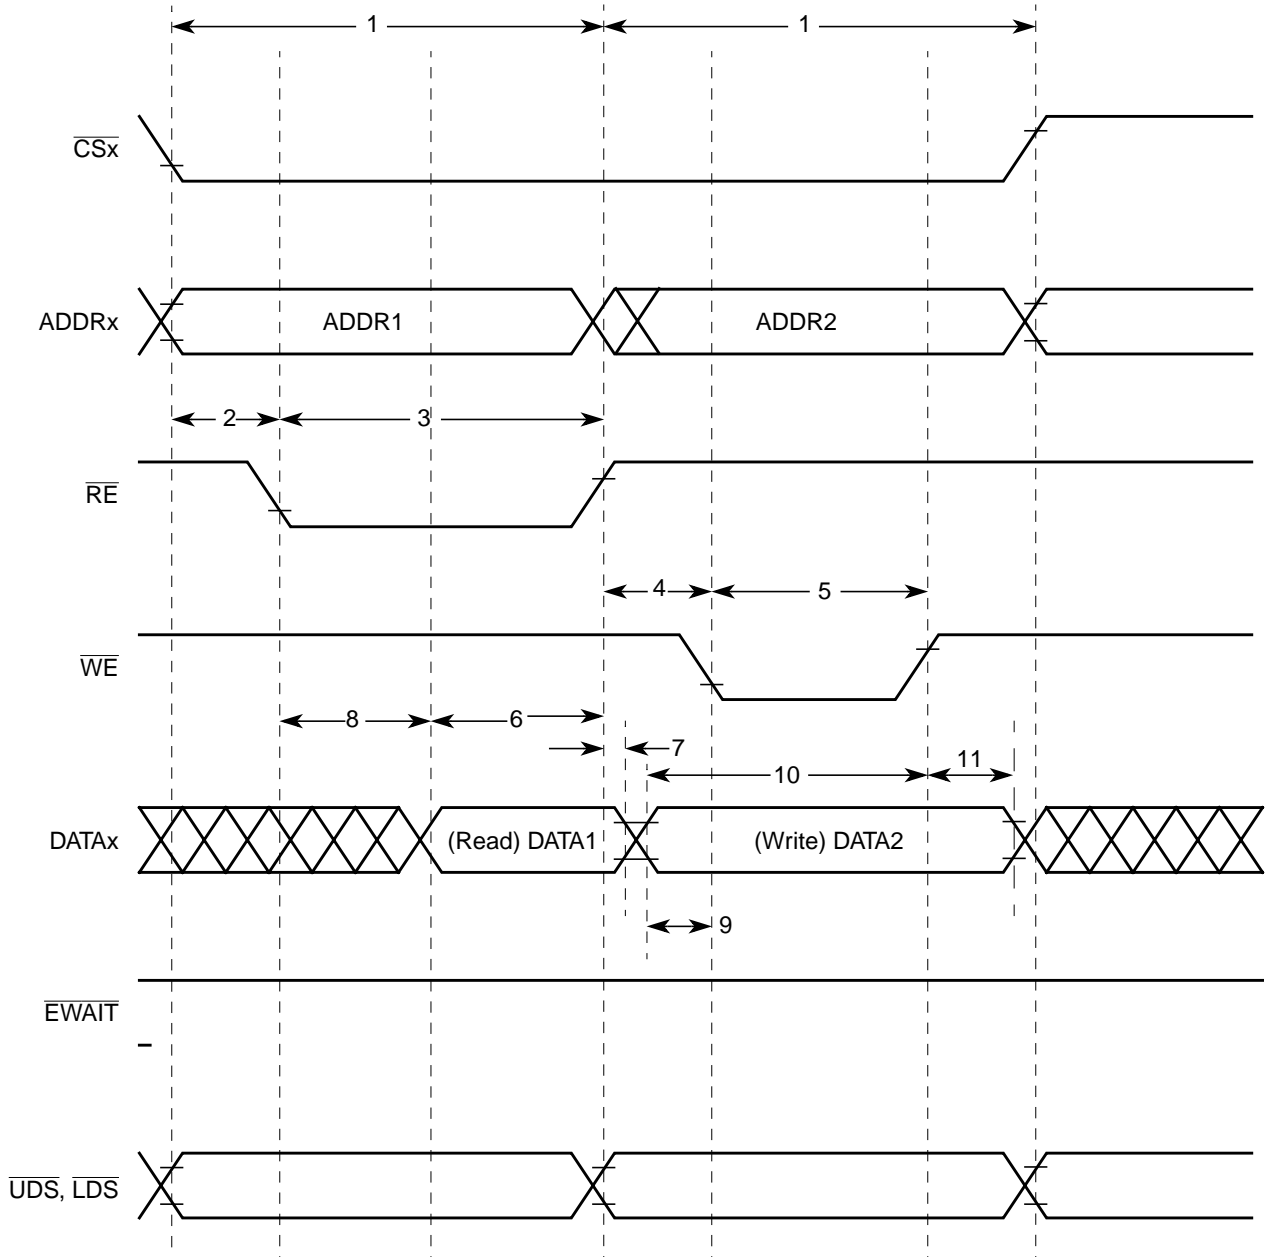 1 1
CSx
ADDRx ADDR1 ADDR2
2 3
RE
4 5
WE
8 6
7
10 11
DATAx (Read) DATA1 (Write) DATA2
9
EWAIT
UDS, LDS